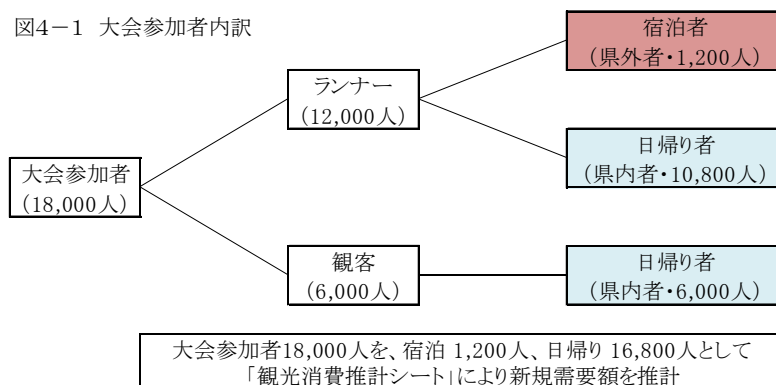 図4－1 大会参加者内訳
宿泊者
（県外者・1,200人）
ランナー
（12,000人）
日帰り者
（県内者・10,800人）
大会参加者
（18,000人）
観客
（6,000人）
日帰り者
（県内者・6,000人）
大会参加者18,000人を、宿泊 1,200人、日帰り 16,800人として
「観光消費推計シート」により新規需要額を推計